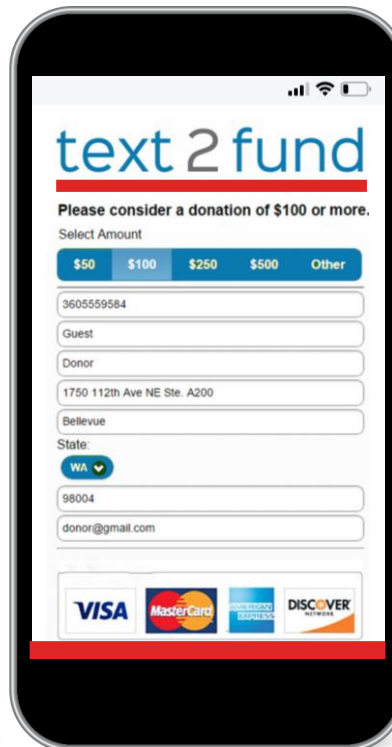 text 2 fund
Please consider a donation of $100 or more.
Select Amount
$50 $100 $250 $500 Other
3605559584
Guest
Donor
1750 112th Ave NE Ste. A200
Bellevue
State:
WA
98004
donor@gmail.com
VISA MasterCard AMERICAN EXPRESS DISCOVER
NETWORK